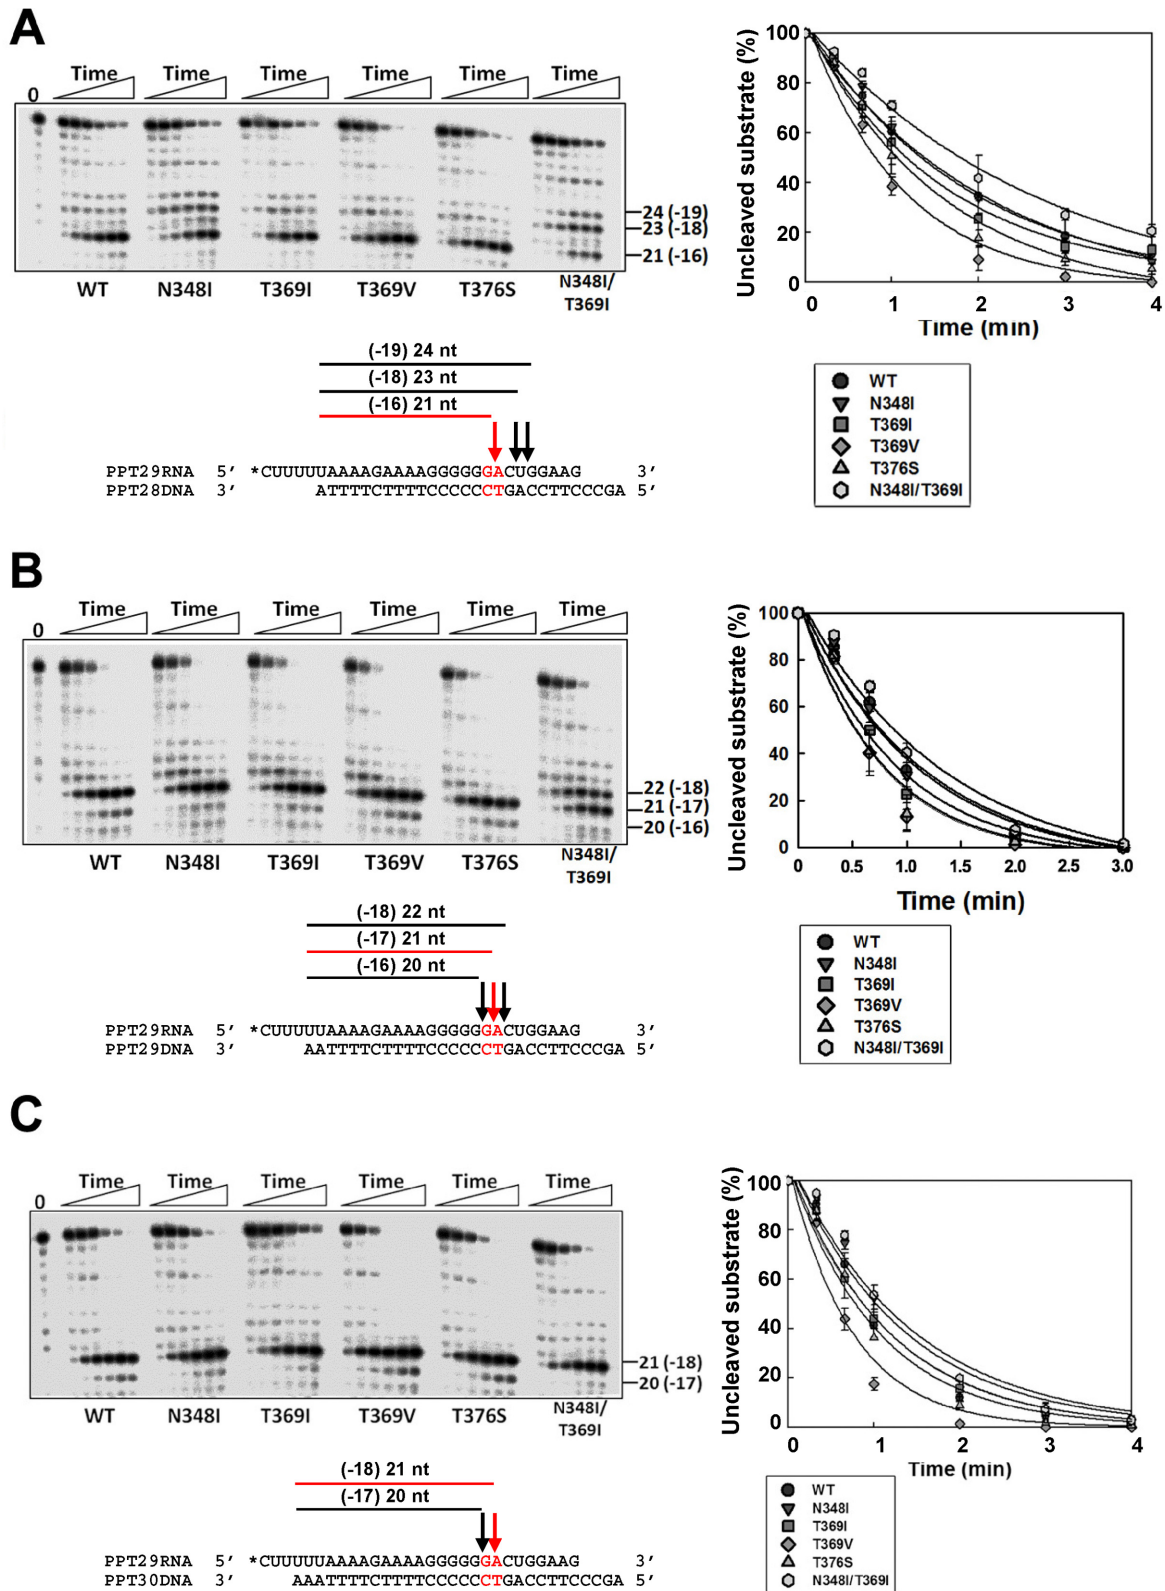 A
Time Time Time Time Time Time
0
24 (-19)
23 (-18)
21 (-16)
WT N348I T369I T369V T376S N348I/T369I
Uncleaved substrate (%)
100
80
60
40
20
0
0 1 2 3 4
Time (min)
WT
N348I
T369I
T369V
T376S
N348I/T369I
(-19) 24 nt
(-18) 23 nt
(-16) 21 nt
PPT29RNA 5′ *CUUUUUAAAAGAAAAGGGGGGACUGGAAG 3′
PPT28DNA 3′ ATTTTCTTTTCCCCCCTGACCTTCCCGA 5′
B
Time Time Time Time Time Time
0
22 (-18)
21 (-17)
20 (-16)
WT N348I T369I T369V T376S N348I/T369I
Uncleaved substrate (%)
100
80
60
40
20
0
0 0.5 1.0 1.5 2.0 2.5 3.0
Time (min)
WT
N348I
T369I
T369V
T376S
N348I/T369I
(-18) 22 nt
(-17) 21 nt
(-16) 20 nt
PPT29RNA 5′ *CUUUUUAAAAGAAAAGGGGGGACUGGAAG 3′
PPT29DNA 3′ AATTTTCTTTTCCCCCCTGACCTTCCCGA 5′
C
Time Time Time Time Time Time
0
21 (-18)
20 (-17)
WT N348I T369I T369V T376S N348I/T369I
Uncleaved substrate (%)
100
80
60
40
20
0
0 1 2 3 4
Time (min)
WT
N348I
T369I
T369V
T376S
N348I/T369I
(-18) 21 nt
(-17) 20 nt
PPT29RNA 5′ *CUUUUUAAAAGAAAAGGGGGGACUGGAAG 3′
PPT30DNA 3′ AAATTTTCTTTTCCCCCCTGACCTTCCCGA 5′